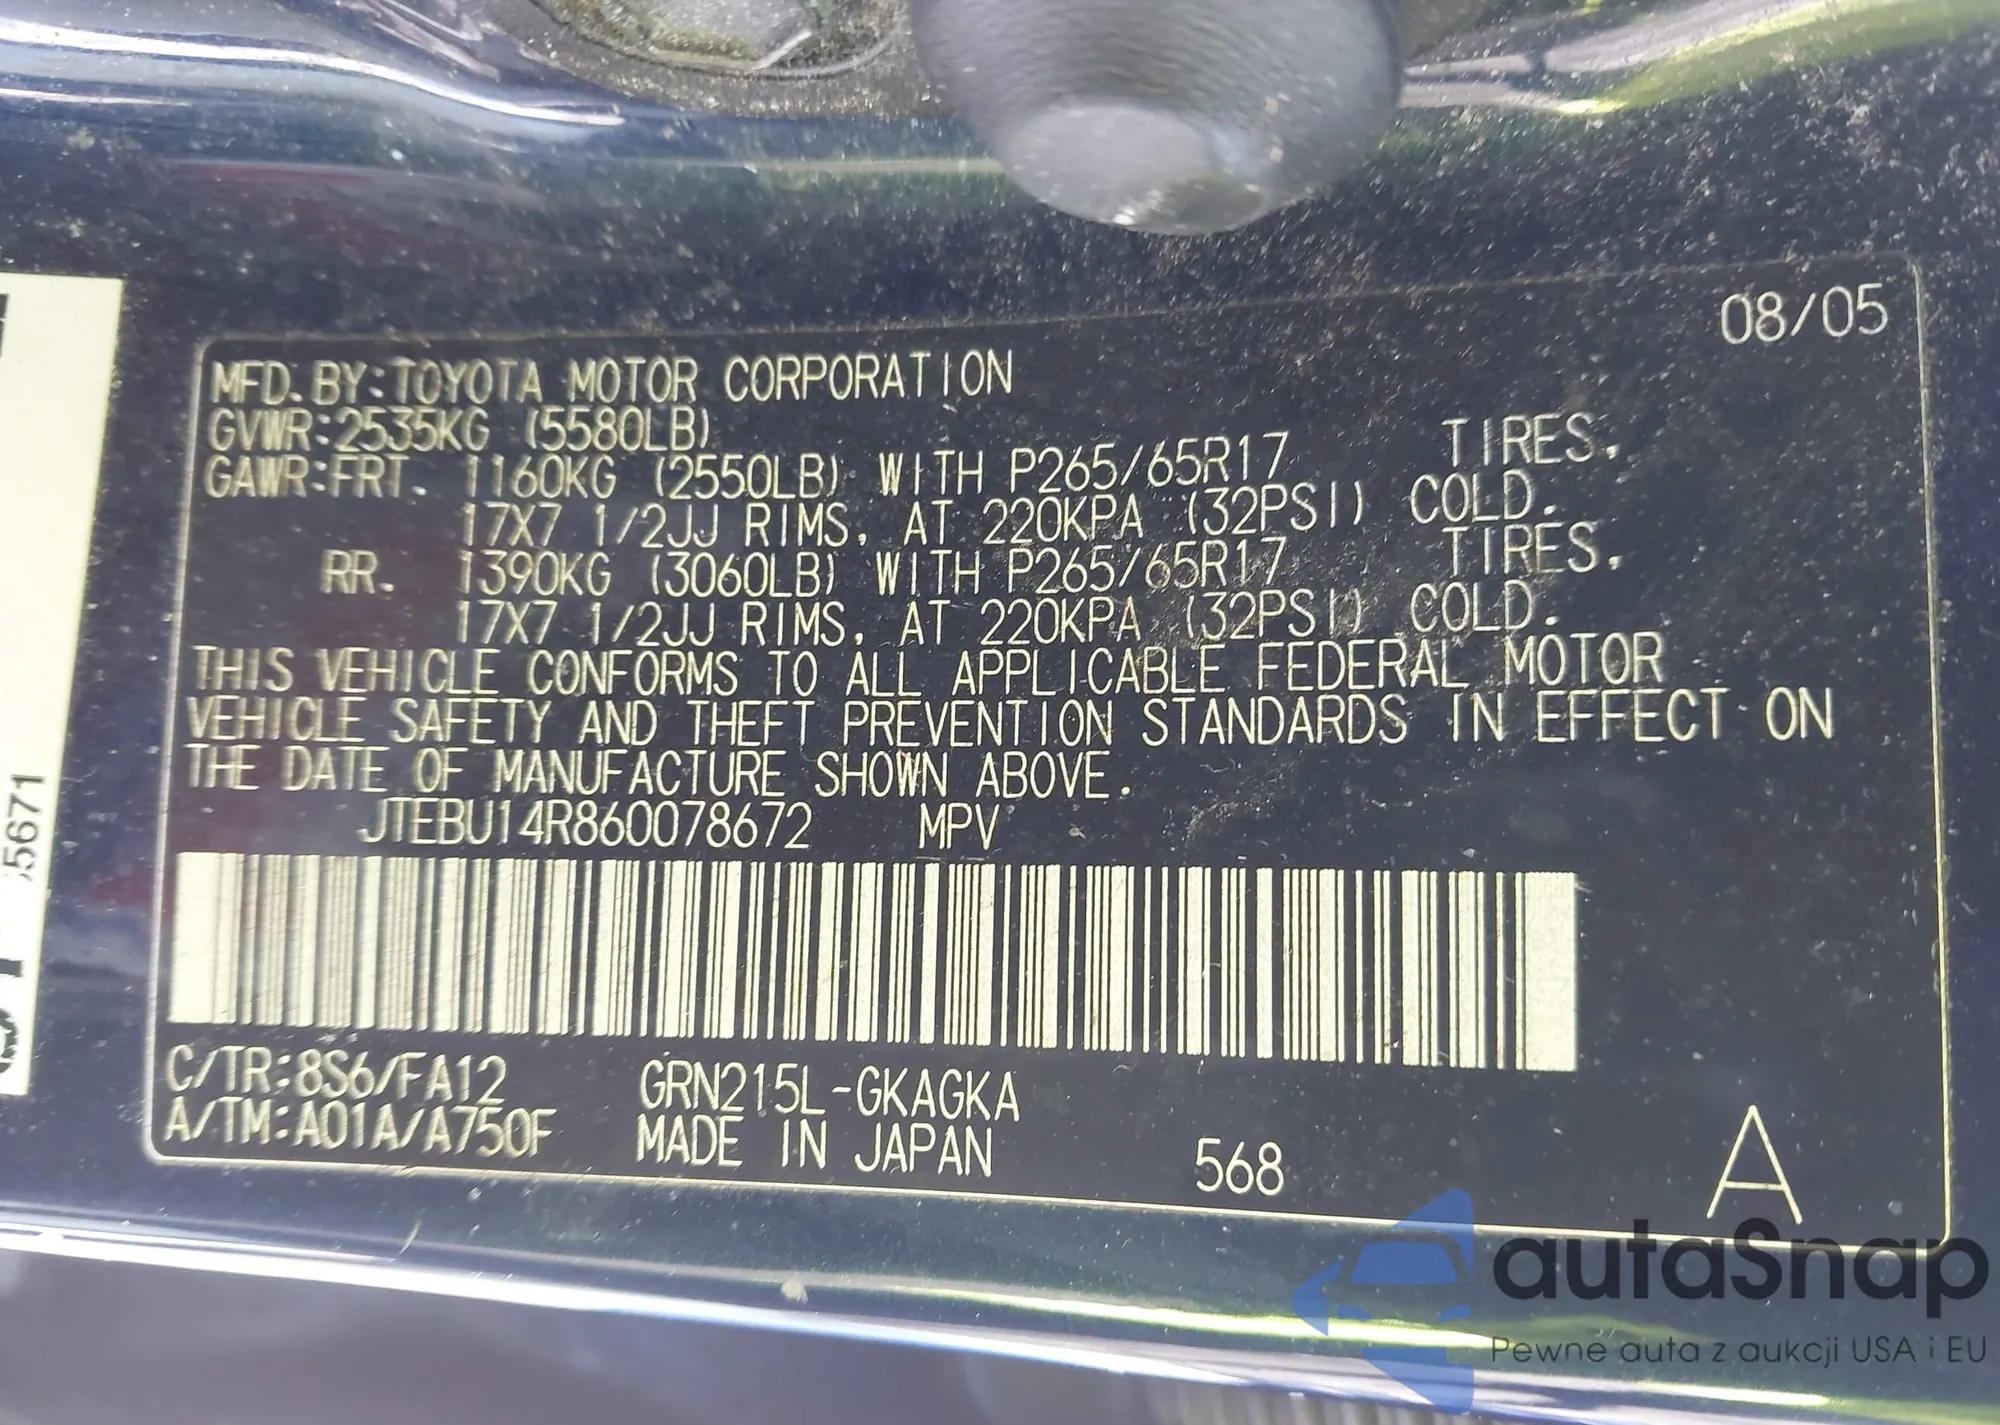 08/05
MFD. BY:TOYOTA MOTOR CORPORATION
GVWR:2535KG (5580LB)
GAWR:FRT. 1160KG (2550LB) WITH P265/65R17 TIRES,
17X7 1/2JJ RIMS, AT 220KPA (32PSI) COLD.
RR. 1390KG (3060LB) WITH P265/65R17 TIRES,
17X7 1/2JJ RIMS, AT 220KPA (32PSI) COLD.
THIS VEHICLE CONFORMS TO ALL APPLICABLE FEDERAL MOTOR
VEHICLE SAFETY AND THEFT PREVENTION STANDARDS IN EFFECT ON
THE DATE OF MANUFACTURE SHOWN ABOVE.
JTEBU14R860078672 MPV
C/TR:8S6/FA12 GRN215L-GKAGKA
A/TM:A01A/A750F MADE IN JAPAN 568 A
5671
autaSnap
Pewne auta z aukcji USA i EU